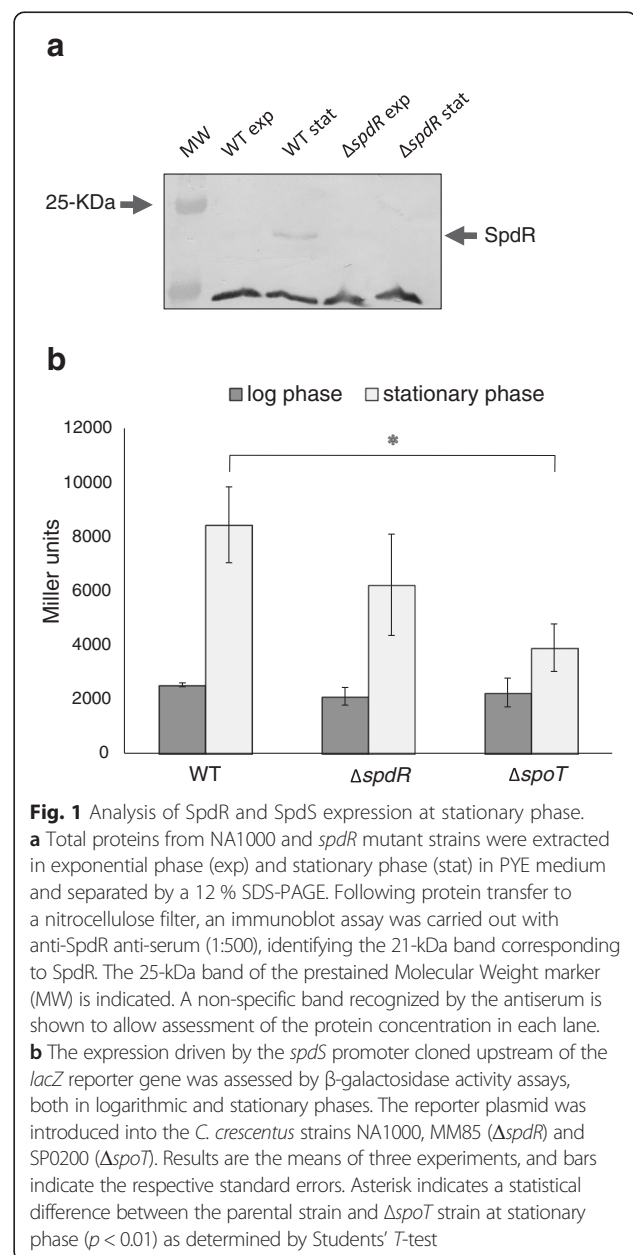 a
MW
WT exp
WT stat
ΔspdR exp
ΔspdR stat
25-KDa
SpdR
b
log phase
stationary phase
12000
*
10000
8000
6000
4000
2000
0
Miller units
WT
ΔspdR
ΔspoT
Fig. 1 Analysis of SpdR and SpdS expression at stationary phase.
a Total proteins from NA1000 and spdR mutant strains were extracted
in exponential phase (exp) and stationary phase (stat) in PYE medium
and separated by a 12 % SDS-PAGE. Following protein transfer to
a nitrocellulose filter, an immunoblot assay was carried out with
anti-SpdR anti-serum (1:500), identifying the 21-kDa band corresponding
to SpdR. The 25-kDa band of the prestained Molecular Weight marker
(MW) is indicated. A non-specific band recognized by the antiserum is
shown to allow assessment of the protein concentration in each lane.
b The expression driven by the spdS promoter cloned upstream of the
lacZ reporter gene was assessed by β-galactosidase activity assays,
both in logarithmic and stationary phases. The reporter plasmid was
introduced into the C. crescentus strains NA1000, MM85 (ΔspdR) and
SP0200 (ΔspoT). Results are the means of three experiments, and bars
indicate the respective standard errors. Asterisk indicates a statistical
difference between the parental strain and ΔspoT strain at stationary
phase (p < 0.01) as determined by Students' T-test